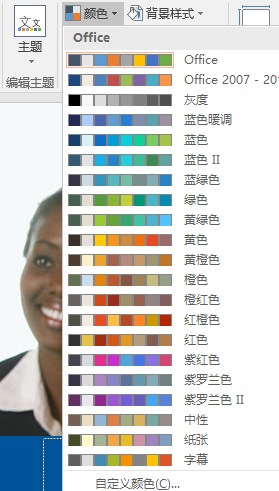 颜色
背景样式
文文
主题
编辑主题
Office
Office
Office 2007 - 20
灰度
蓝色暖调
蓝色
蓝色 II
蓝绿色
绿色
黄绿色
黄色
黄橙色
橙色
橙红色
红橙色
红色
紫红色
紫罗兰色
紫罗兰色 II
中性
纸张
字幕
自定义颜色(C)...